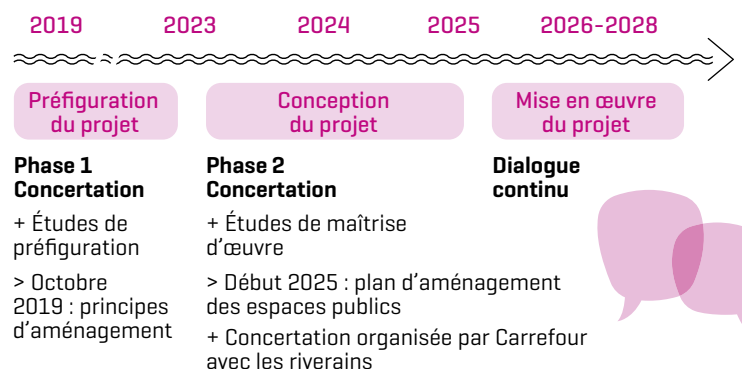 2019 2023 2024 2025 2026-2028
Préfiguration
du projet
Conception
du projet
Mise en œuvre
du projet
Phase 1
Concertation
+ Études de
préfiguration
> Octobre
2019 : principes
d’aménagement
Phase 2
Concertation
+ Études de maîtrise
d’œuvre
> Début 2025 : plan d’aménagement
des espaces publics
+ Concertation organisée par Carrefour
avec les riverains
Dialogue
continu